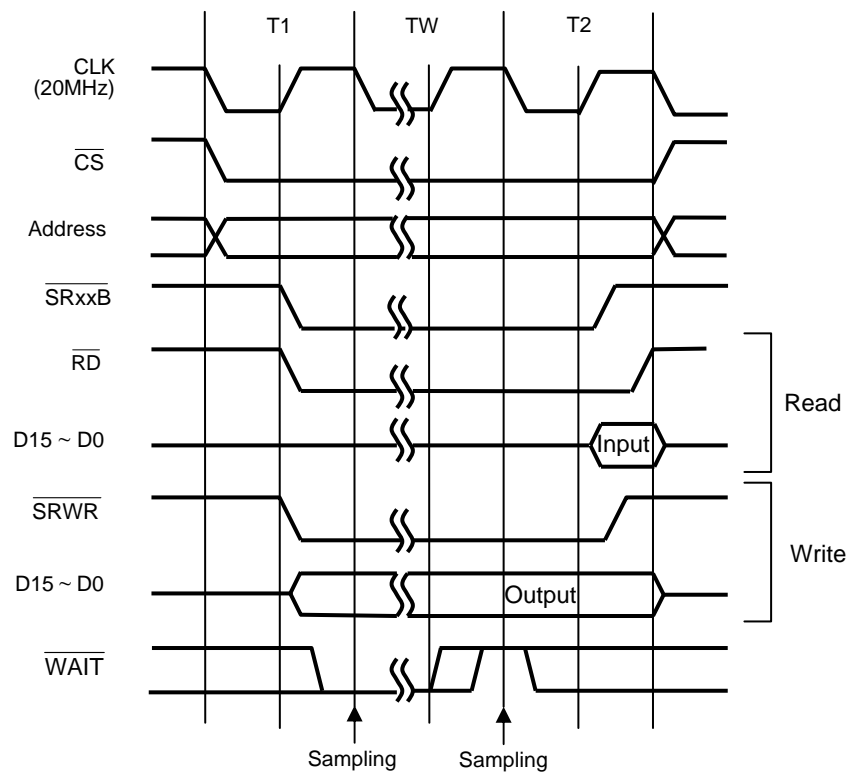 T1 TW T2
CLK
(20MHz)
CS
Address
SRxxB
RD
Read
D15 ~ D0
Input
SRWR
Write
D15 ~ D0
Output
WAIT
Sampling Sampling